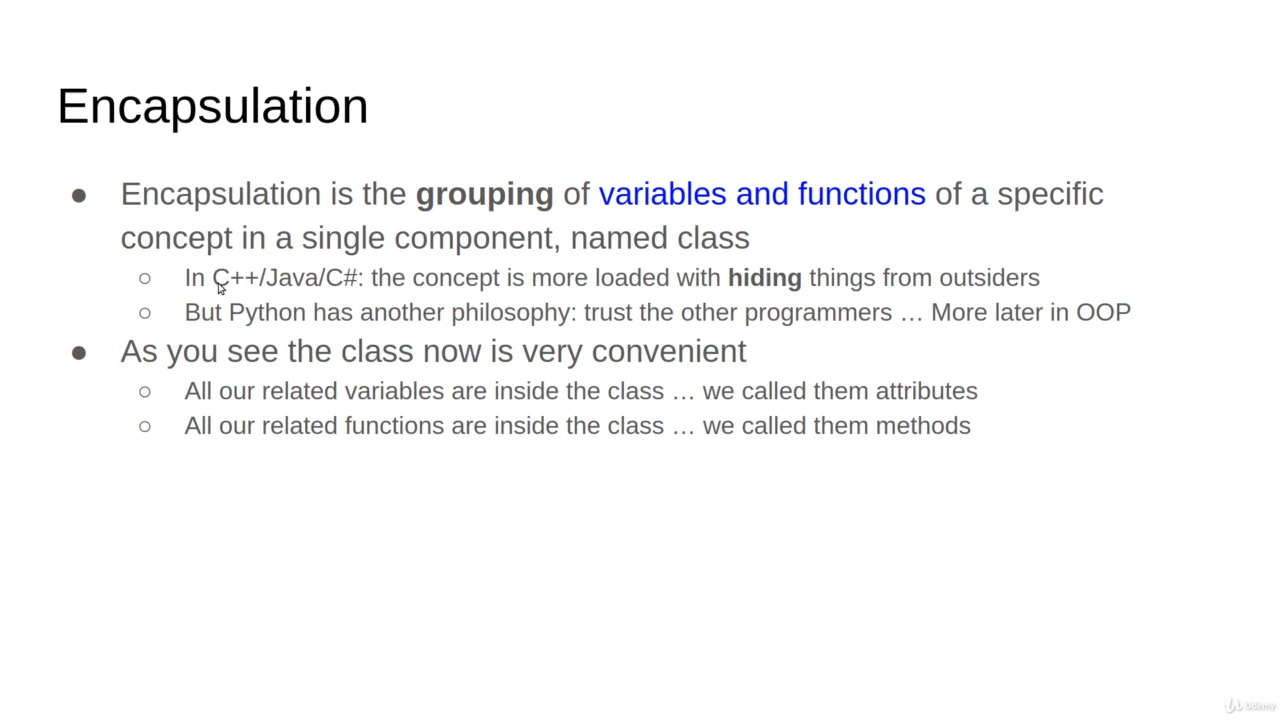 Encapsulation
● Encapsulation is the grouping of variables and functions of a specific
concept in a single component, named class
○ In C++/Java/C#: the concept is more loaded with hiding things from outsiders
○ But Python has another philosophy: trust the other programmers … More later in OOP
● As you see the class now is very convenient
○ All our related variables are inside the class … we called them attributes
○ All our related functions are inside the class … we called them methods
Udemy